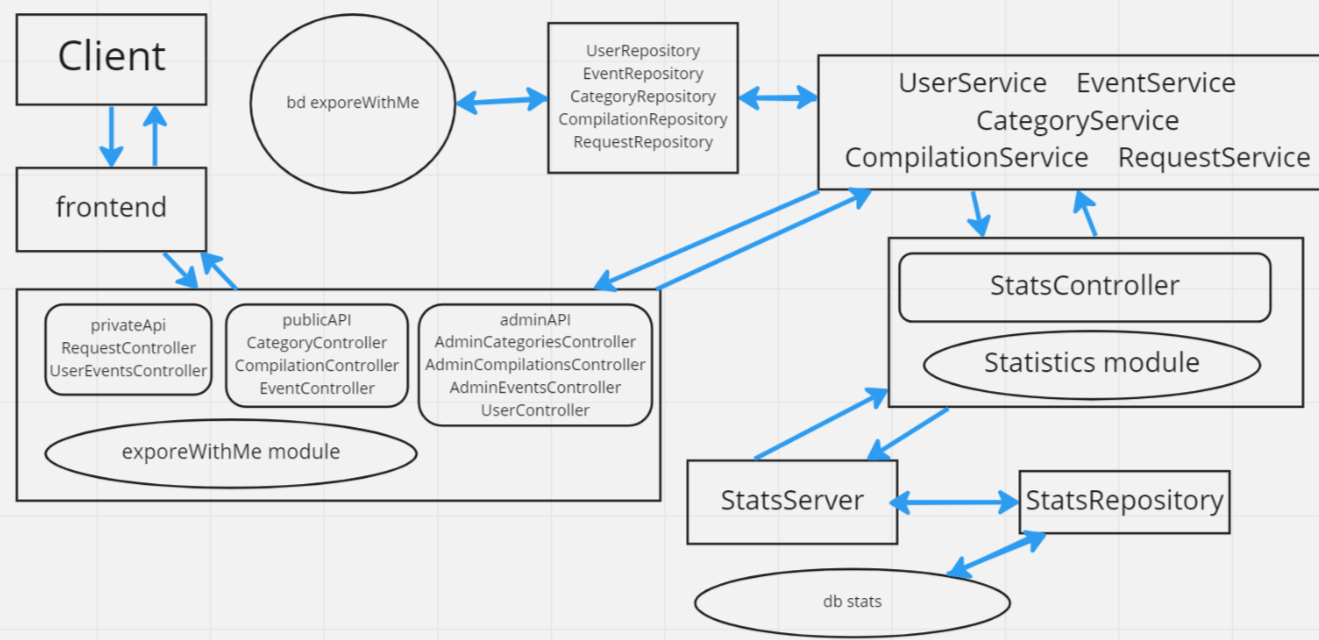 Client
frontend
bd exporeWithMe
UserRepository
EventRepository
CategoryRepository
CompilationRepository
RequestRepository
UserService EventService
CategoryService
CompilationService RequestService
privateApi
RequestController
UserEventsController
publicAPI
CategoryController
CompilationController
EventController
adminAPI
AdminCategoriesController
AdminCompilationsController
AdminEventsController
UserController
exporeWithMe module
StatsController
Statistics module
StatsServer
StatsRepository
db stats